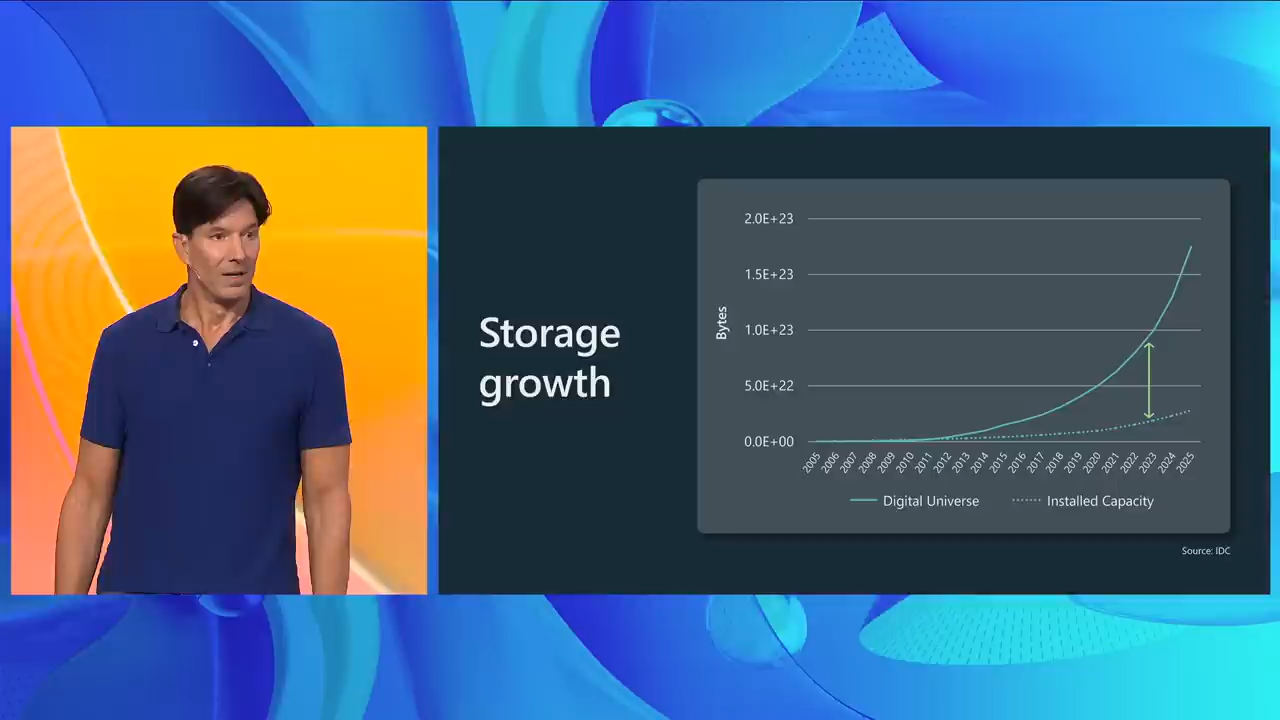 Storage
growth
2.0E+23
1.5E+23
1.0E+23
5.0E+22
0.0E+00
Bytes
2005 2006 2007 2008 2009 2010 2011 2012 2013 2014 2015 2016 2017 2018 2019 2020 2021 2022 2023 2024 2025
Digital Universe Installed Capacity
Source: IDC